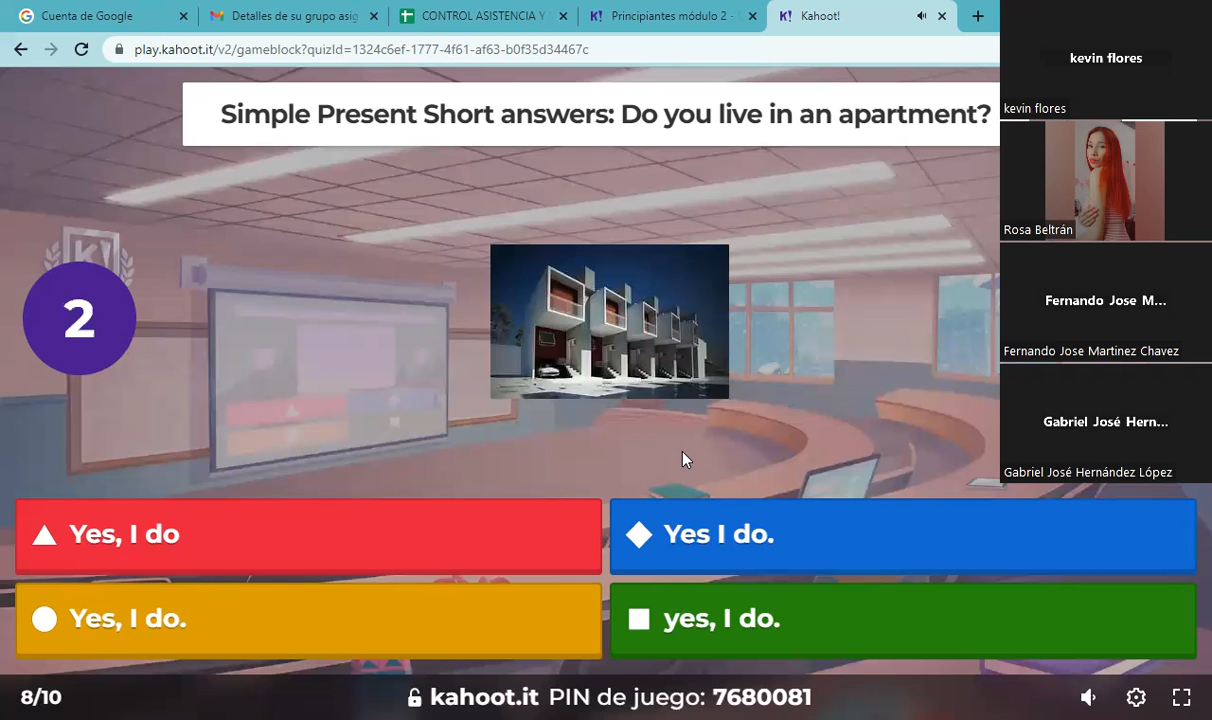 Cuenta de Google
Detalles de su grupo asig
CONTROL ASISTENCIA Y
K! Principiantes módulo 2 -
K! Kahoot!
play.kahoot.it/v2/gameblock?quizId=1324c6ef-1777-4f61-af63-b0f35d34467c
kevin flores
kevin flores
Simple Present Short answers: Do you live in an apartment?
Rosa Beltrán
K!
2
Fernando Jose M...
Fernando Jose Martinez Chavez
Gabriel José Hern...
Gabriel José Hernández López
Yes, I do
Yes I do.
Yes, I do.
yes, I do.
8/10
kahoot.it PIN de juego: 7680081